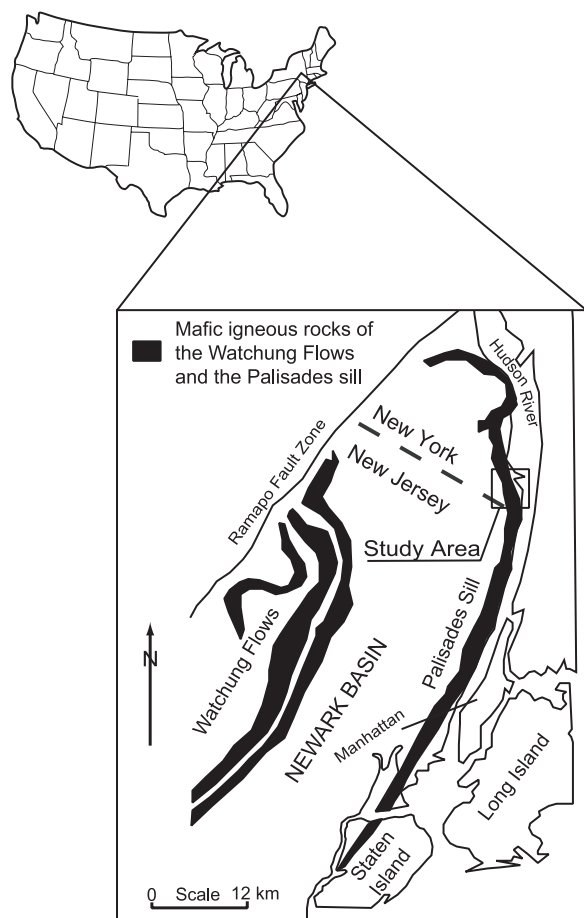 Mafic igneous rocks of
the Watchung Flows
and the Palisades sill
Hudson River
Ramapo Fault Zone
New York
New Jersey
Study Area
Palisades Sill
Watchung Flows
N
NEWARK BASIN
Manhattan
Long Island
Staten
Island
0 Scale 12 km